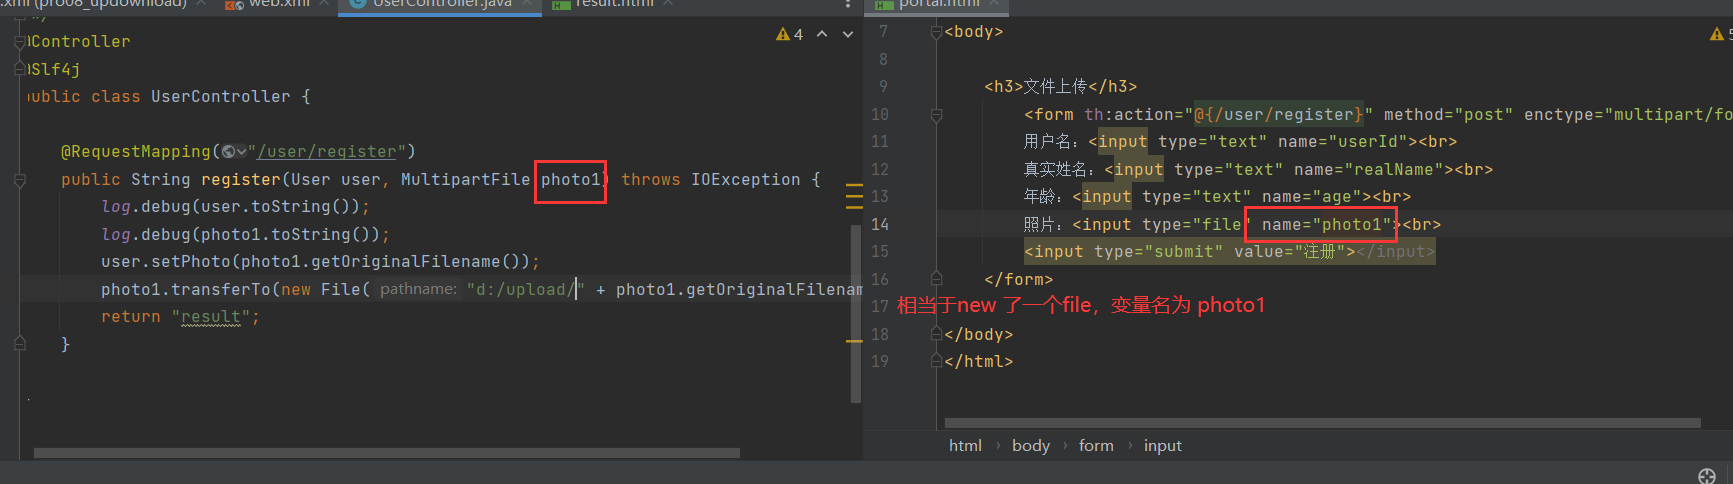 .xml (pro08_updownload)
web.xml
UserController.java
result.html
portal.html
Controller
4
Slf4j
public class UserController {
@RequestMapping("/user/register")
public String register(User user, MultipartFile photo1) throws IOException {
log.debug(user.toString());
log.debug(photo1.toString());
user.setPhoto(photo1.getOriginalFilename());
photo1.transferTo(new File( pathname: "d:/upload/" + photo1.getOriginalFilenam
return "result";
}
7 <body>
5
8
9 <h3>文件上传</h3>
10 <form th:action="@{/user/register}" method="post" enctype="multipart/fo
11 用户名：<input type="text" name="userId"><br>
12 真实姓名：<input type="text" name="realName"><br>
13 年龄：<input type="text" name="age"><br>
14 照片：<input type="file" name="photo1"><br>
15 <input type="submit" value="注册"></input>
16 </form>
17 相当于new 了一个file，变量名为 photo1
18 </body>
19 </html>
html › body › form › input